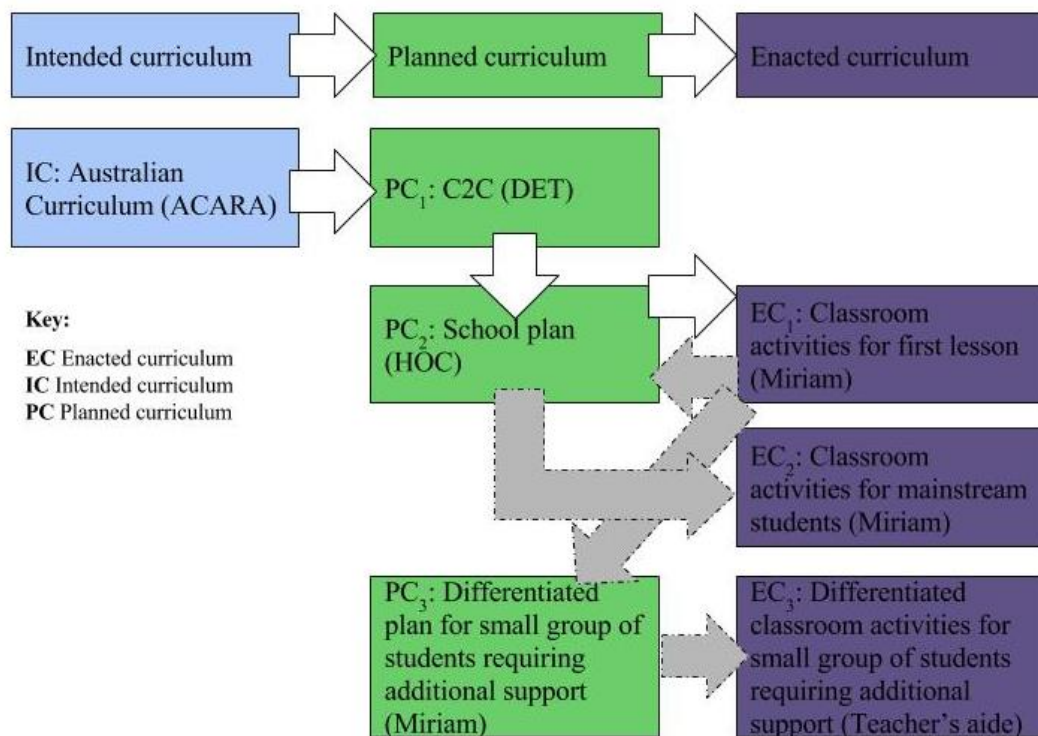 Intended curriculum
Planned curriculum
Enacted curriculum
IC: Australian
Curriculum (ACARA)
PC₁: C2C (DET)
PC₂: School plan
(HOC)
EC₁: Classroom
activities for first lesson
(Miriam)
Key:
EC Enacted curriculum
IC Intended curriculum
PC Planned curriculum
EC₂: Classroom
activities for mainstream
students (Miriam)
PC₃: Differentiated
plan for small group of
students requiring
additional support
(Miriam)
EC₃: Differentiated
classroom activities for
small group of students
requiring additional
support (Teacher's aide)